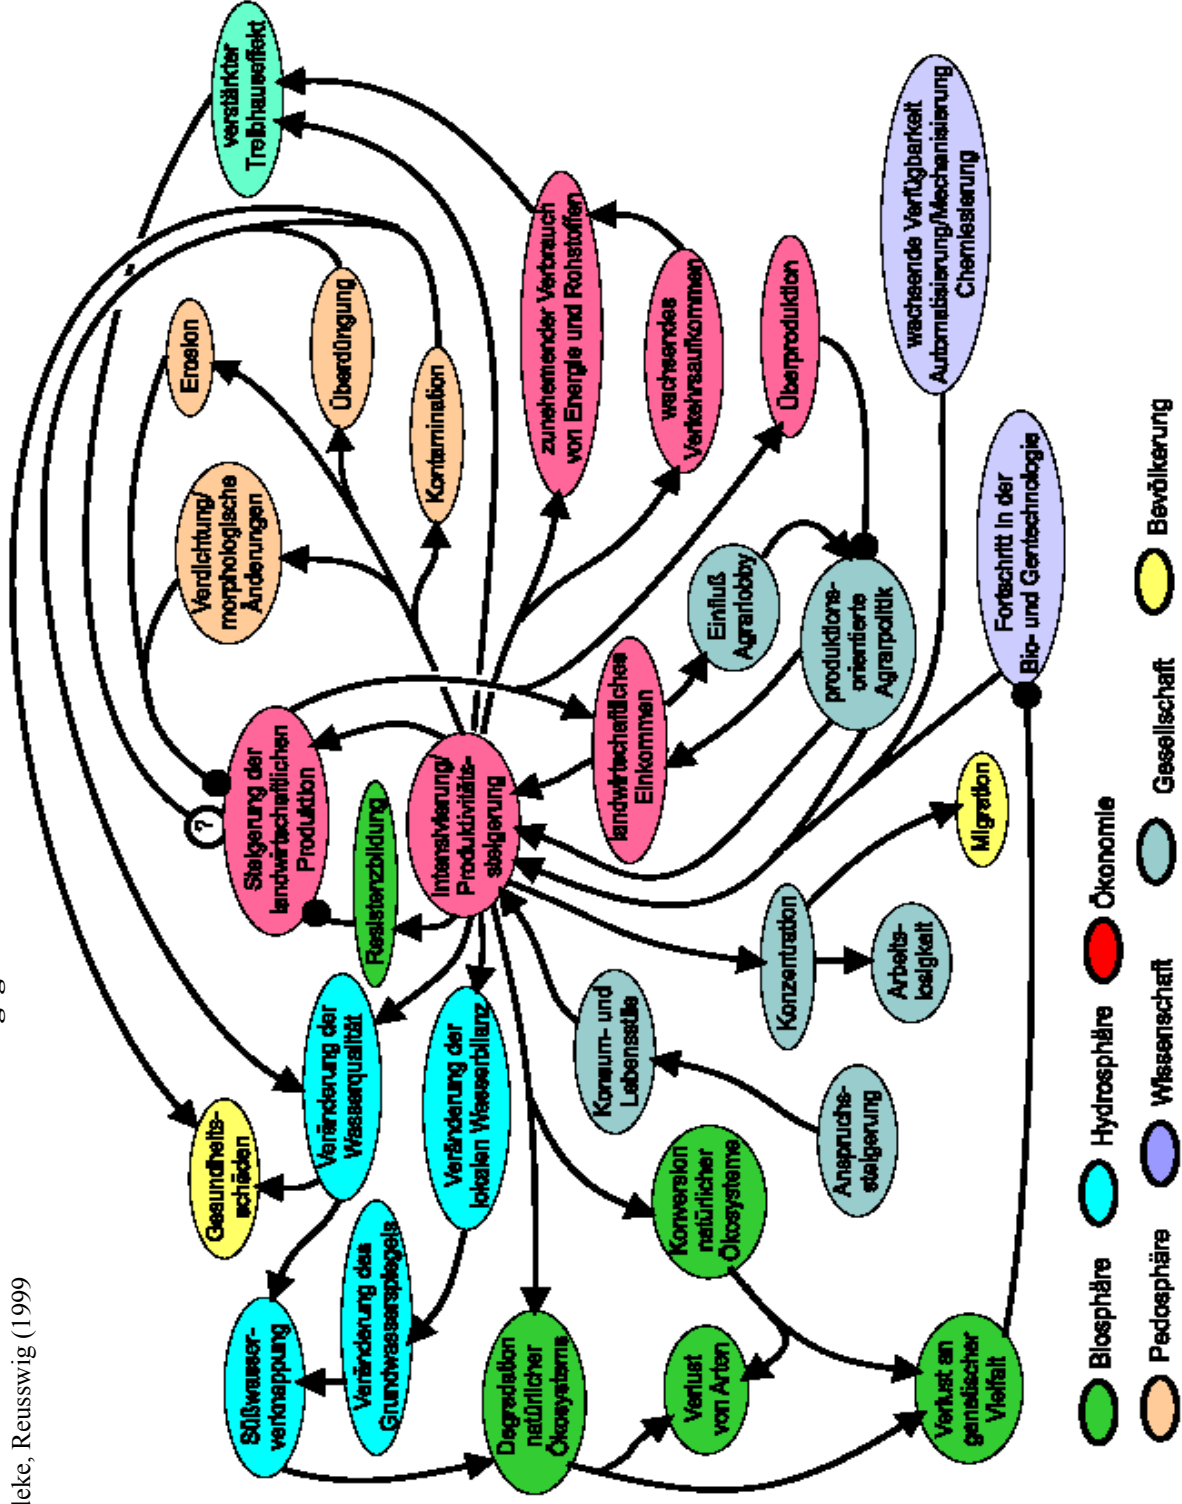 leke, Reusswig (1999
Süßwasser-
verknappung
Gesundheits-
schäden
Veränderung des
Grundwasserspiegels
Veränderung der
Wasserqualität
Veränderung der
lokalen Wasserbilanz
Resistenzbildung
Steigerung der
landwirtschaftlichen
Produktion
?
Verdichtung/
morphologische
Änderungen
Erosion
Überdüngung
Kontamination
verstärkter
Treibhauseffekt
Intensivierung/
Produktivitäts-
steigerung
zunehemender Verbrauch
von Energie und Rohstoffen
wachsendes
Verkehrsaufkommen
Überproduktion
landwirtschaftliches
Einkommen
Einfluß
Agrarlobby
produktions-
orientierte
Agrarpolitik
wachsende Verfügbarkeit
Automatisierung/Mechanisierung
Chemiesierung
Fortschritt in der
Bio- und Gentechnologie
Degradation
natürlicher
Ökosysteme
Konversion
natürlicher
Ökosysteme
Konsum- und
Lebensstile
Anspruchs-
steigerung
Konzentration
Arbeits-
losigkeit
Migration
Verlust
von Arten
Verlust an
genetischer
Vielfalt
Biosphäre
Hydrosphäre
Ökonomie
Pedosphäre
Wissenschaft
Gesellschaft
Bevölkerung